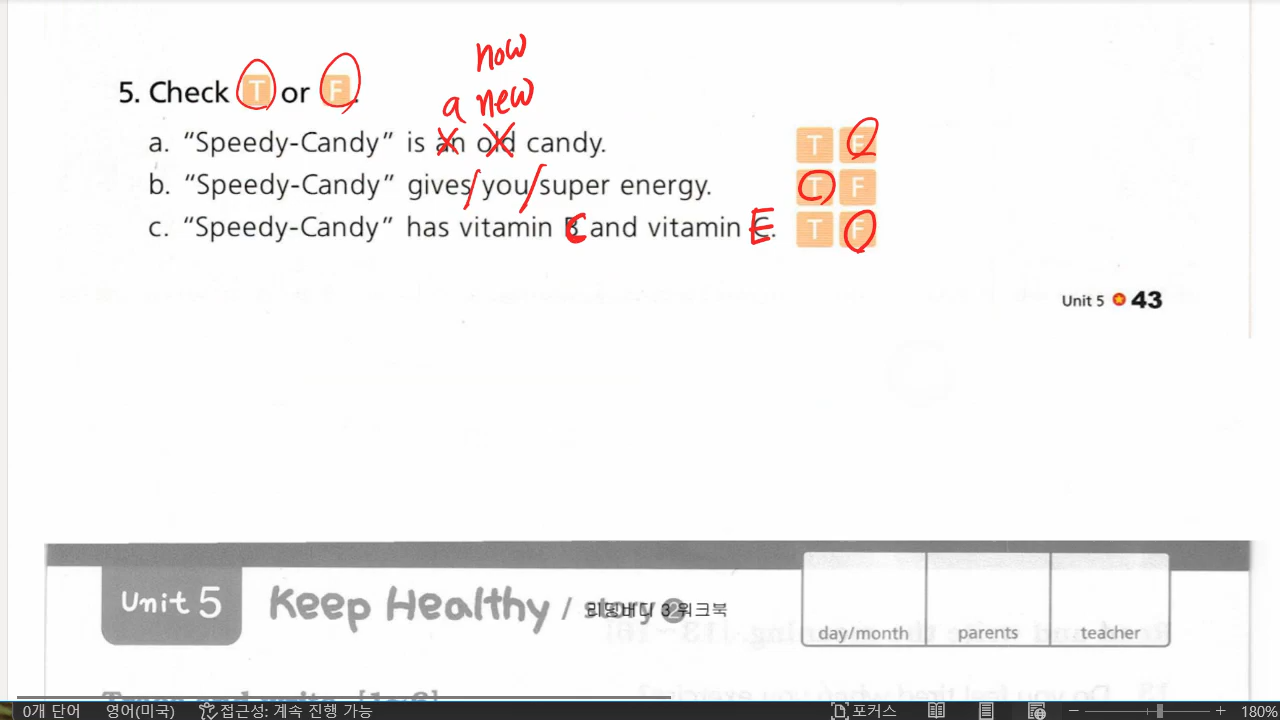 now
5. Check T or F.
a new
a. "Speedy-Candy" is an old candy. T F
b. "Speedy-Candy" gives/you/super energy. T F
c. "Speedy-Candy" has vitamin B C and vitamin C E. T F
Unit 5 43
Unit 5 Keep Healthy / story 2 리딩버디 3 워크북
day/month parents teacher
0개 단어 영어(미국) 접근성: 계속 진행 가능 포커스 180%